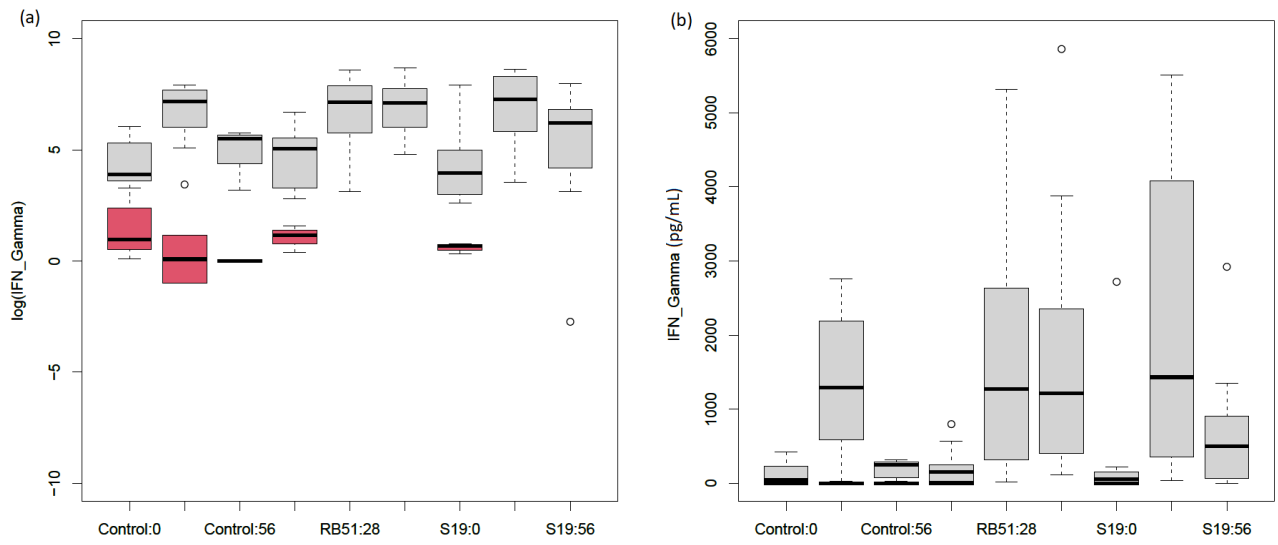 (a)
log(IFN_Gamma)
10
5
0
−5
−10
Control:0 Control:56 RB51:28 S19:0 S19:56
(b)
IFN_Gamma (pg/mL)
6000
5000
4000
3000
2000
1000
0
Control:0 Control:56 RB51:28 S19:0 S19:56